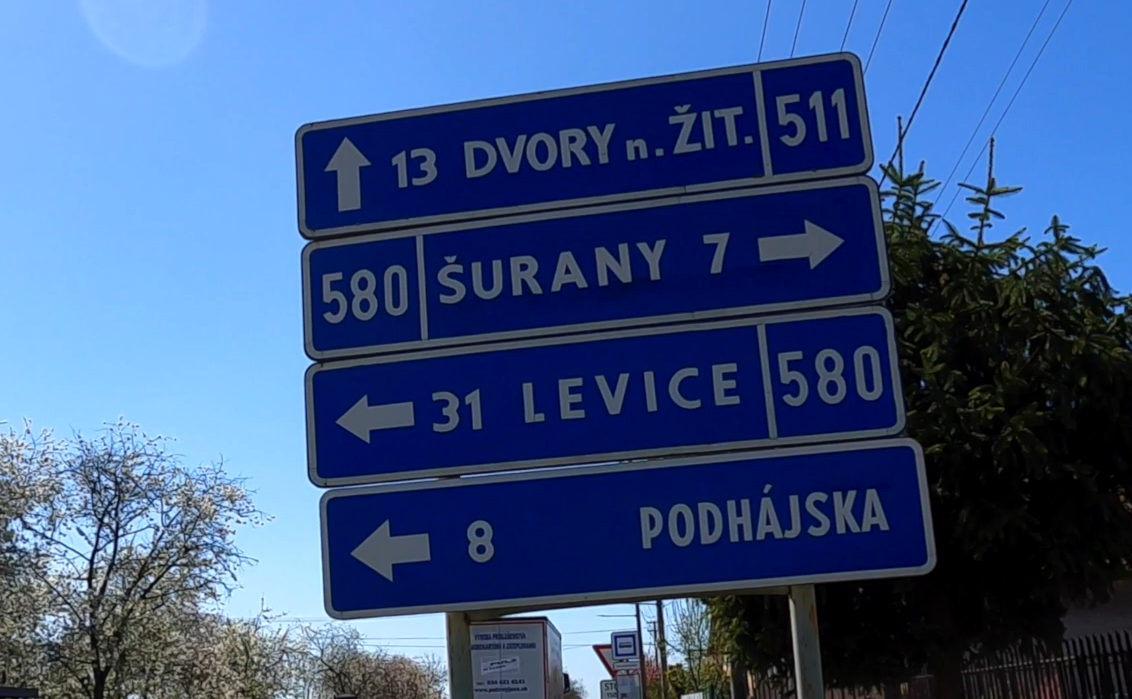 13 DVORY n. ŽIT. 511
580 ŠURANY 7
31 LEVICE 580
8 PODHÁJSKA